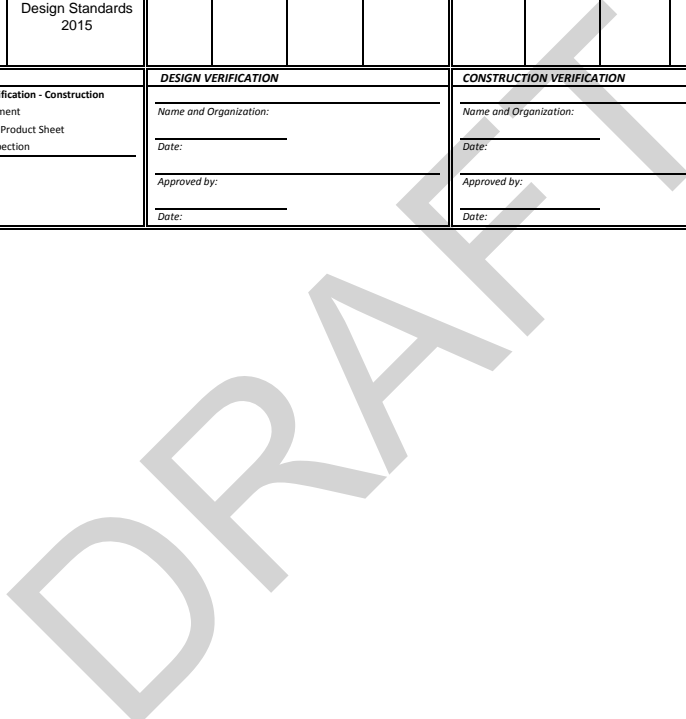 Design Standards
2015
DESIGN VERIFICATION
CONSTRUCTION VERIFICATION
ification - Construction
ment
Product Sheet
pection
Name and Organization:
Date:
Approved by:
Date:
Name and Organization:
Date:
Approved by:
Date:
DRAFT